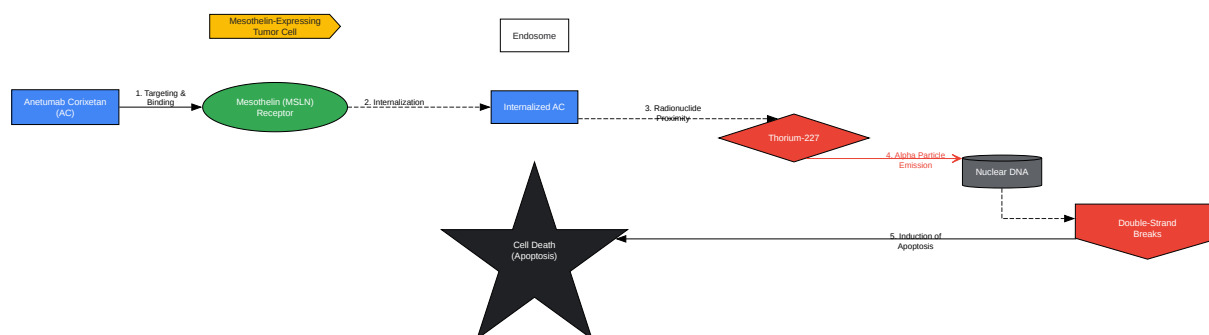 Mesothelin-Expressing
Tumor Cell
Endosome
Anetumab Corixetan
(AC)
1. Targeting &
Binding
Mesothelin (MSLN)
Receptor
2. Internalization
Internalized AC
3. Radionuclide
Proximity
Thorium-227
4. Alpha Particle
Emission
Nuclear DNA
Double-Strand
Breaks
5. Induction of
Apoptosis
Cell Death
(Apoptosis)